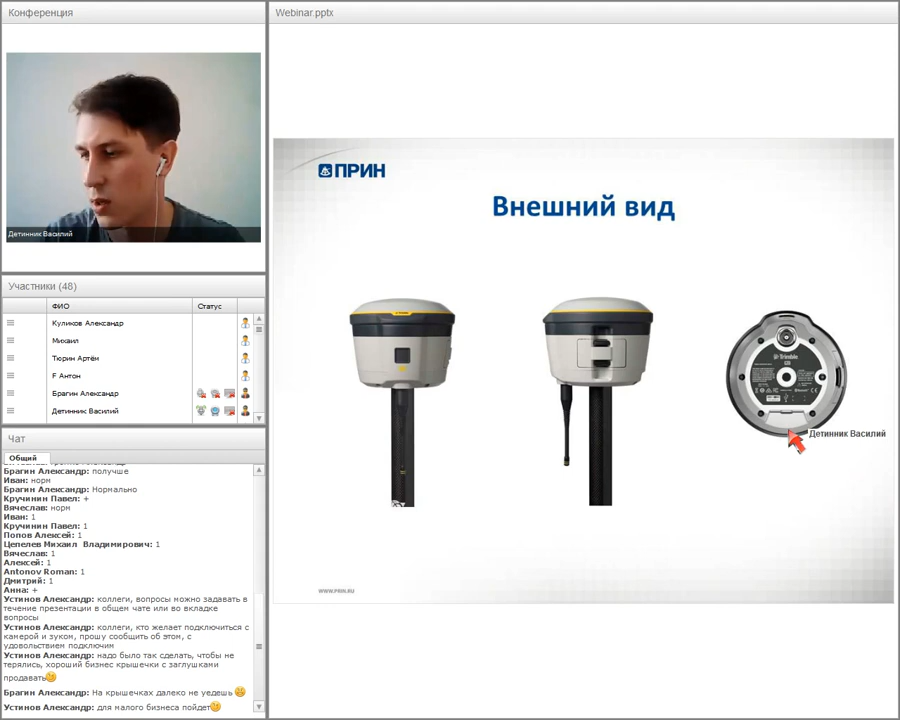 Конференция
Детинник Василий
Участники (48)
ФИО
Статус
Куликов Александр
Михаил
Тюрин Артём
F Антон
Брагин Александр
Детинник Василий
Чат
Общий
Брагин Александр: получше
Иван: норм
Брагин Александр: Нормально
Кручинин Павел: +
Вячеслав: норм
Иван: 1
Кручинин Павел: 1
Попов Алексей: 1
Цепелев Михаил Владимирович: 1
Вячеслав: 1
Алексей: 1
Antonov Roman: 1
Дмитрий: 1
Анна: +
Устинов Александр: коллеги, вопросы можно задавать в
течение презентации в общем чате или во вкладке
вопросы
Устинов Александр: коллеги, кто желает подключиться с
камерой и зуком, прошу сообщить об этом, с
удовольствием подключим
Устинов Александр: надо было так сделать, чтобы не
терялись, хороший бизнес крышечки с заглушками
продавать
Брагин Александр: На крышечках далеко не уедешь
Устинов Александр: для малого бизнеса пойдет
Webinar.pptx
ПРИН
Внешний вид
Trimble
Детинник Василий
WWW.PRIN.RU